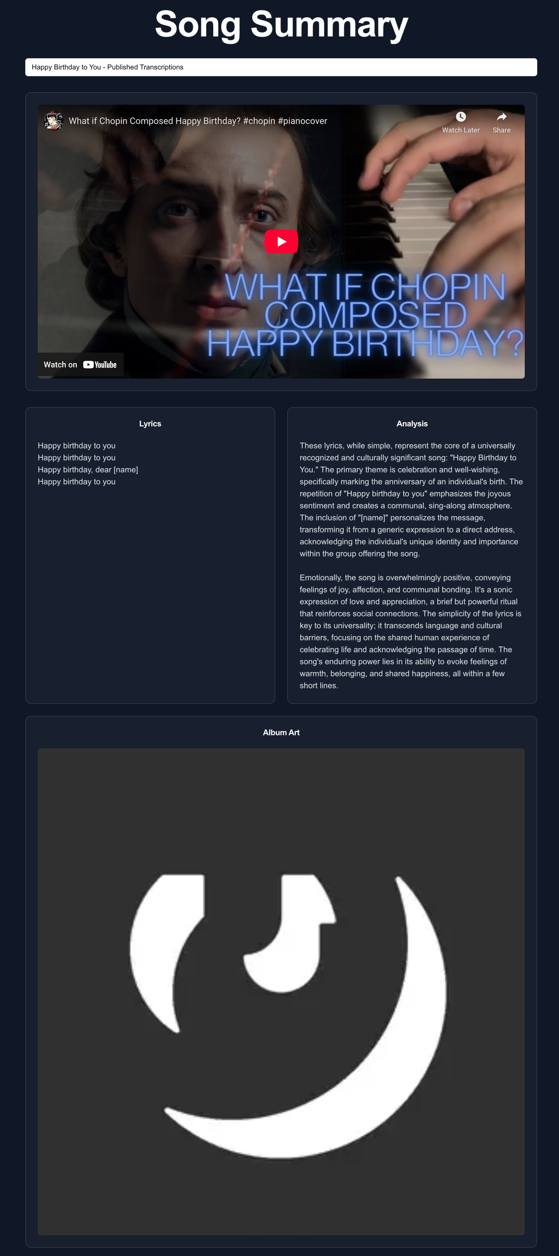 Song Summary
Happy Birthday to You - Published Transcriptions
What if Chopin Composed Happy Birthday? #chopin #pianocover
Watch Later
Share
WHAT IF CHOPIN
COMPOSED
HAPPY BIRTHDAY?
Watch on YouTube
Lyrics
Happy birthday to you
Happy birthday to you
Happy birthday, dear [name]
Happy birthday to you
Analysis
These lyrics, while simple, represent the core of a universally
recognized and culturally significant song: "Happy Birthday to
You." The primary theme is celebration and well-wishing,
specifically marking the anniversary of an individual's birth. The
repetition of "Happy birthday to you" emphasizes the joyous
sentiment and creates a communal, sing-along atmosphere.
The inclusion of "[name]" personalizes the message,
transforming it from a generic expression to a direct address,
acknowledging the individual's unique identity and importance
within the group offering the song.
Emotionally, the song is overwhelmingly positive, conveying
feelings of joy, affection, and communal bonding. It's a sonic
expression of love and appreciation, a brief but powerful ritual
that reinforces social connections. The simplicity of the lyrics is
key to its universality; it transcends language and cultural
barriers, focusing on the shared human experience of
celebrating life and acknowledging the passage of time. The
song's enduring power lies in its ability to evoke feelings of
warmth, belonging, and shared happiness, all within a few
short lines.
Album Art